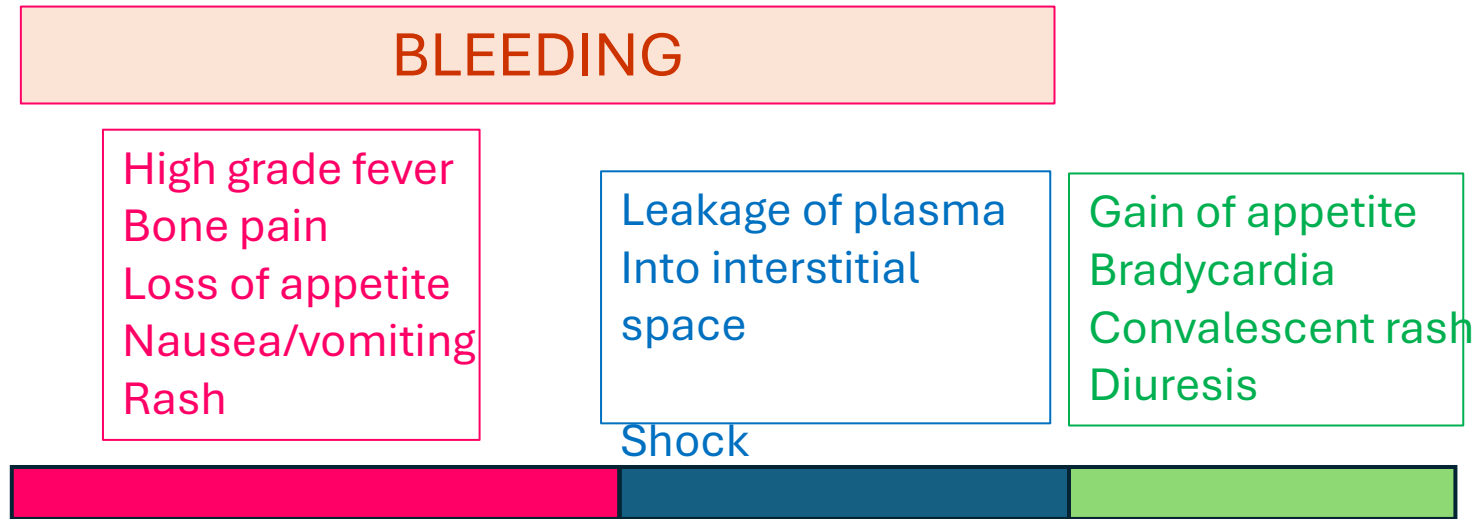 BLEEDING
High grade fever
Bone pain
Loss of appetite
Nausea/vomiting
Rash
Leakage of plasma
Into interstitial
space
Shock
Gain of appetite
Bradycardia
Convalescent rash
Diuresis